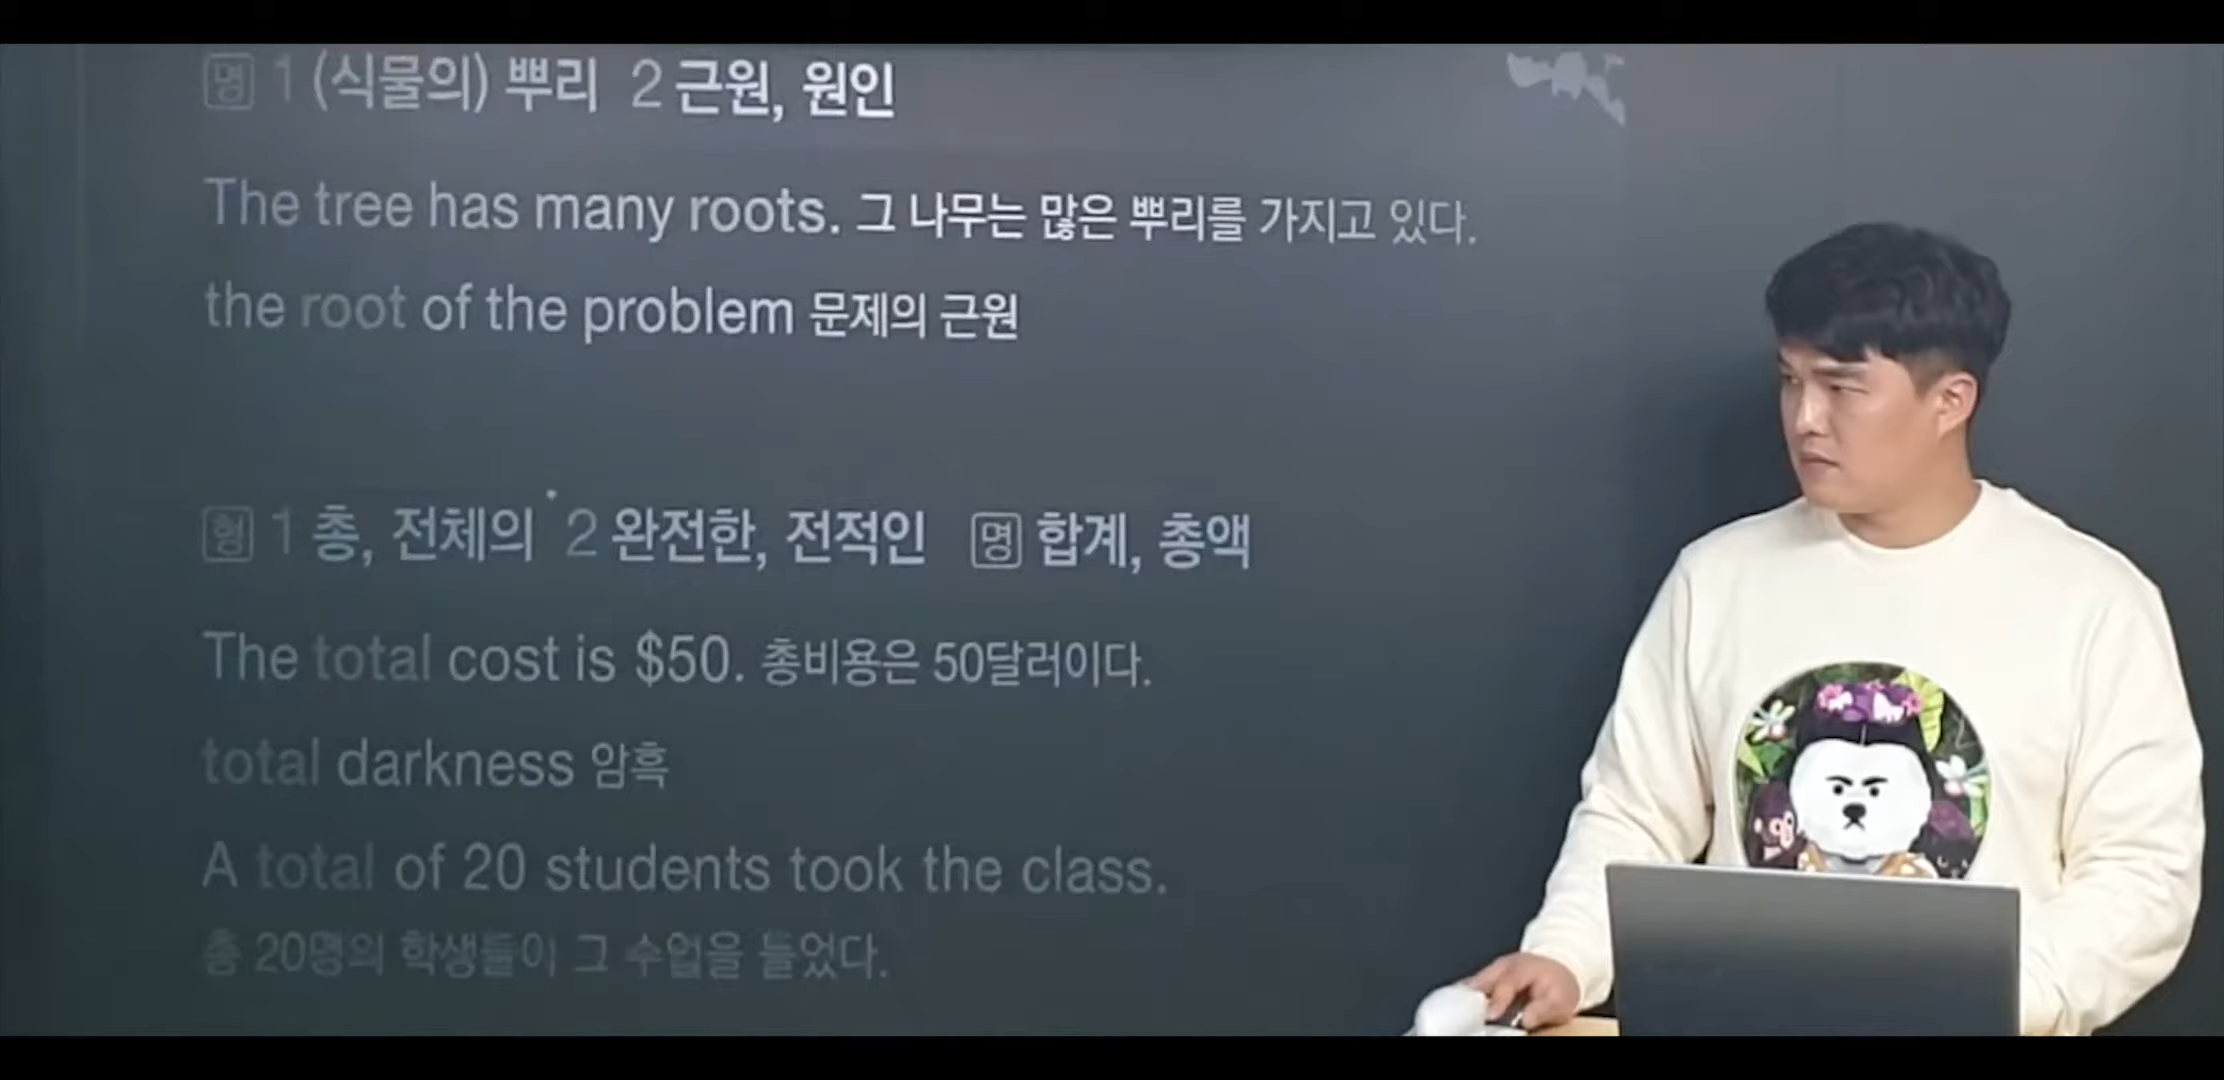 명 1 (식물의) 뿌리 2 근원, 원인
The tree has many roots. 그 나무는 많은 뿌리를 가지고 있다.
the root of the problem 문제의 근원
형 1 총, 전체의 2 완전한, 전적인 명 합계, 총액
The total cost is $50. 총비용은 50달러이다.
total darkness 암흑
A total of 20 students took the class.
총 20명의 학생들이 그 수업을 들었다.